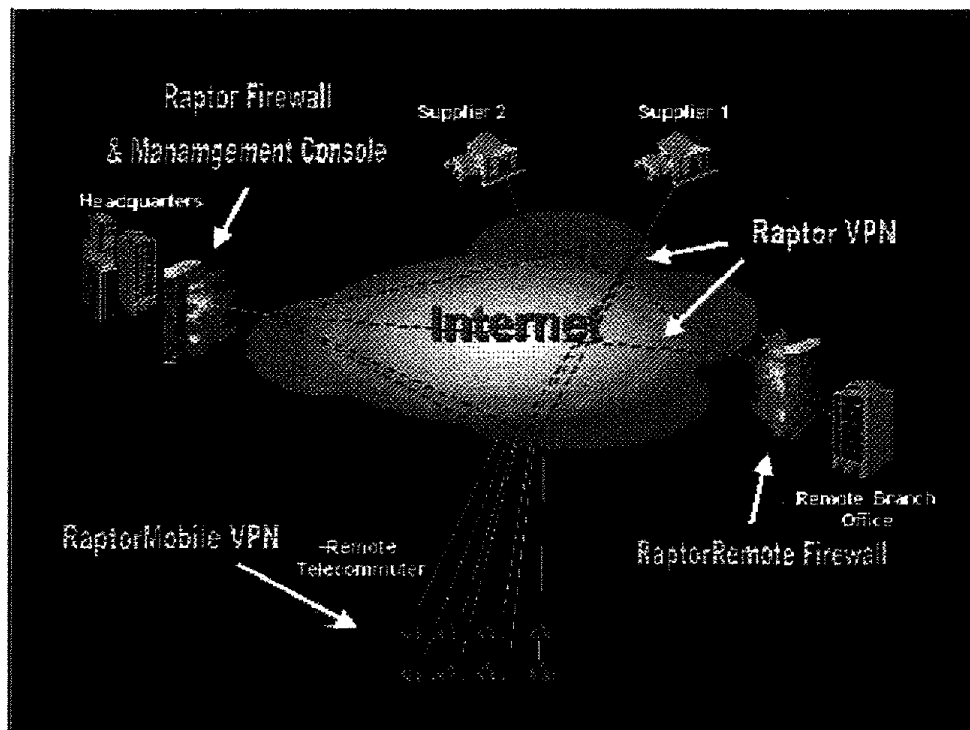 Raptor Firewall
& Manamgement Console
Supplier 2
Supplier 1
Headquarters
Raptor VPN
Internet
Remote Branch
Office
RaptorRemote Firewall
RaptorMobile VPN
-Remote
Telecommuter